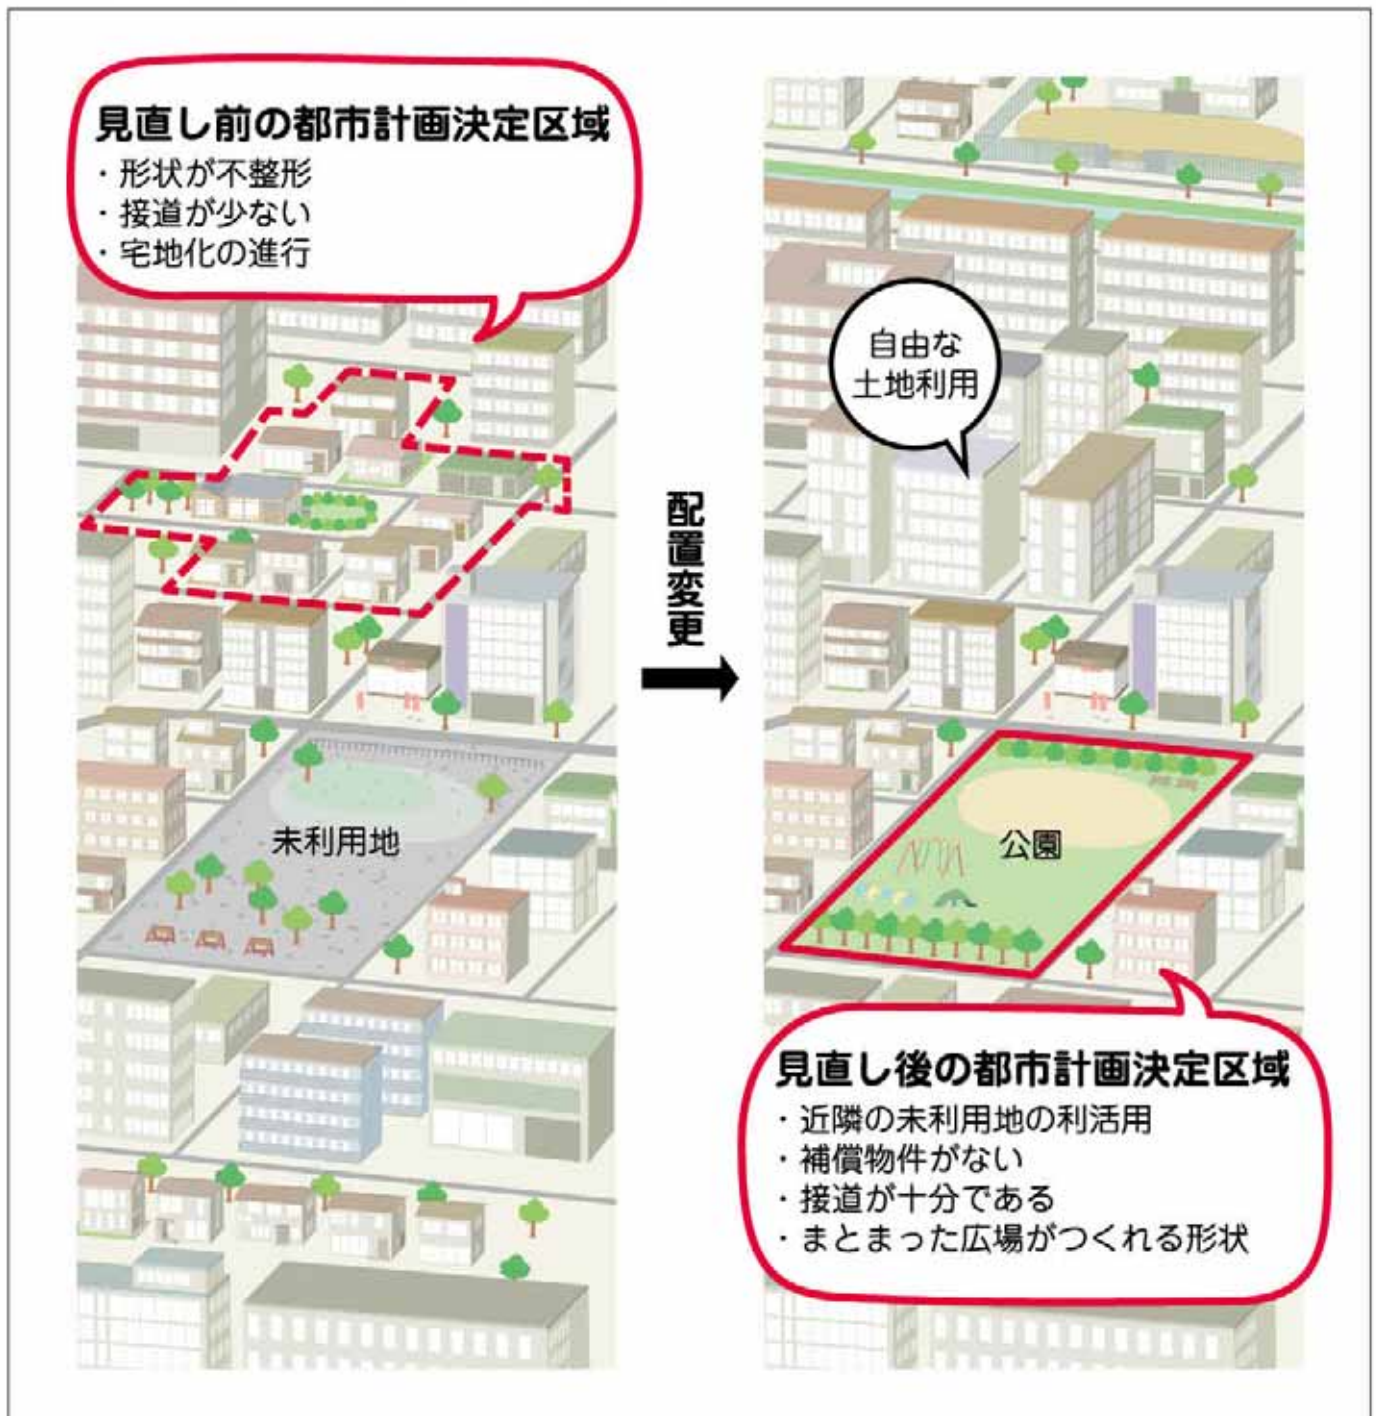 見直し前の都市計画決定区域
・形状が不整形
・接道が少ない
・宅地化の進行
未利用地
配置変更
自由な
土地利用
公園
見直し後の都市計画決定区域
・近隣の未利用地の利活用
・補償物件がない
・接道が十分である
・まとまった広場がつくれる形状